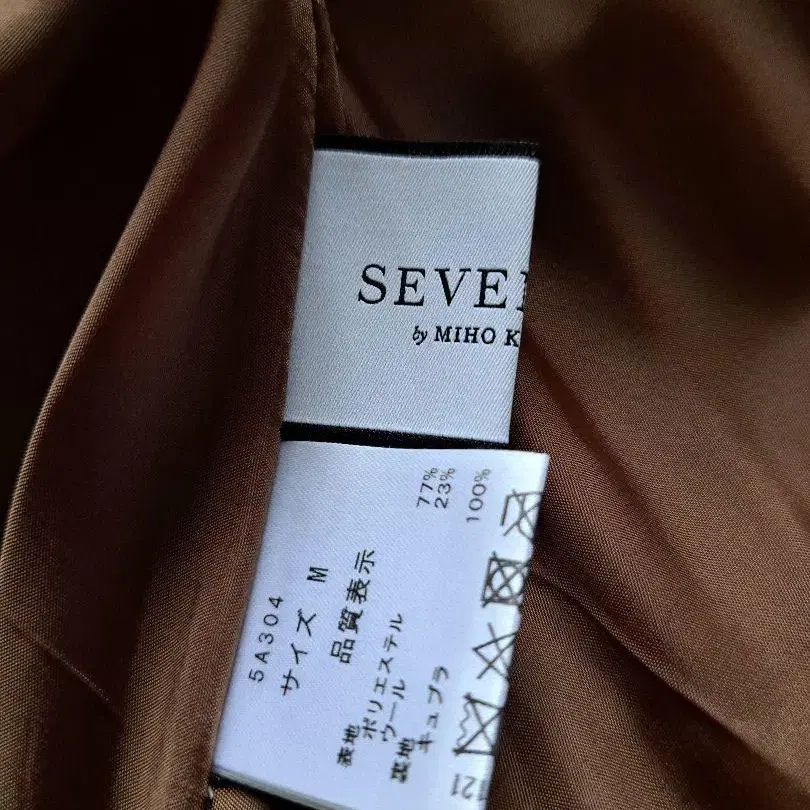 SEVE
by MIHO K
5A304
サイズ M
品質表示
表地
ポリエステル 77%
ウール 23%
裏地
キュプラ 100%
121